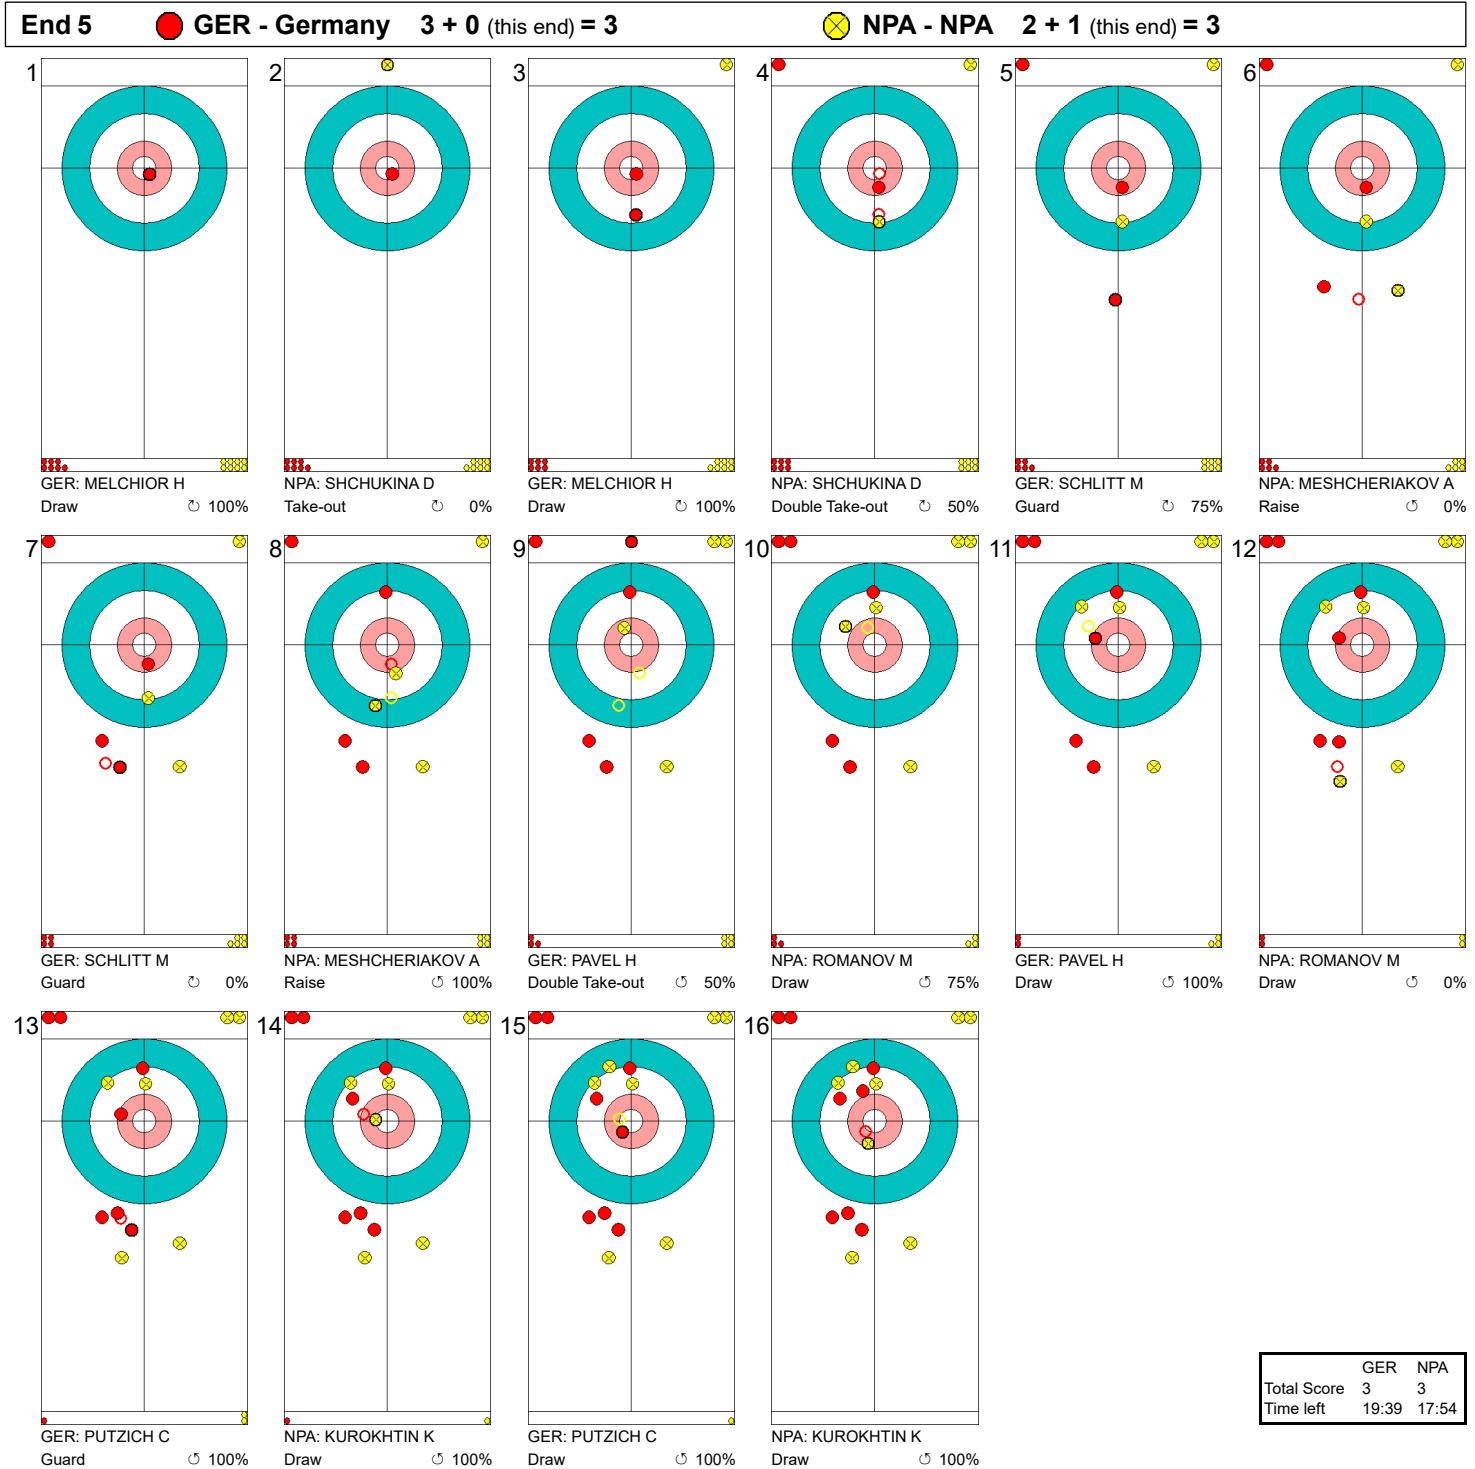 End 5 GER - Germany 3 + 0 (this end) = 3 NPA - NPA 2 + 1 (this end) = 3
1 2 3 4 5 6
GER: MELCHIOR H NPA: SHCHUKINA D GER: MELCHIOR H NPA: SHCHUKINA D GER: SCHLITT M NPA: MESHCHERIAKOV A
Draw ↻ 100% Take-out ↻ 0% Draw ↻ 100% Double Take-out ↻ 50% Guard ↻ 75% Raise ↺ 0%
7 8 9 10 11 12
GER: SCHLITT M NPA: MESHCHERIAKOV A GER: PAVEL H NPA: ROMANOV M GER: PAVEL H NPA: ROMANOV M
Guard ↻ 0% Raise ↺ 100% Double Take-out ↺ 50% Draw ↺ 75% Draw ↺ 100% Draw ↺ 0%
13 14 15 16
GER: PUTZICH C NPA: KUROKHTIN K GER: PUTZICH C NPA: KUROKHTIN K
Guard ↺ 100% Draw ↺ 100% Draw ↺ 100% Draw ↺ 100%
GER NPA
Total Score 3 3
Time left 19:39 17:54